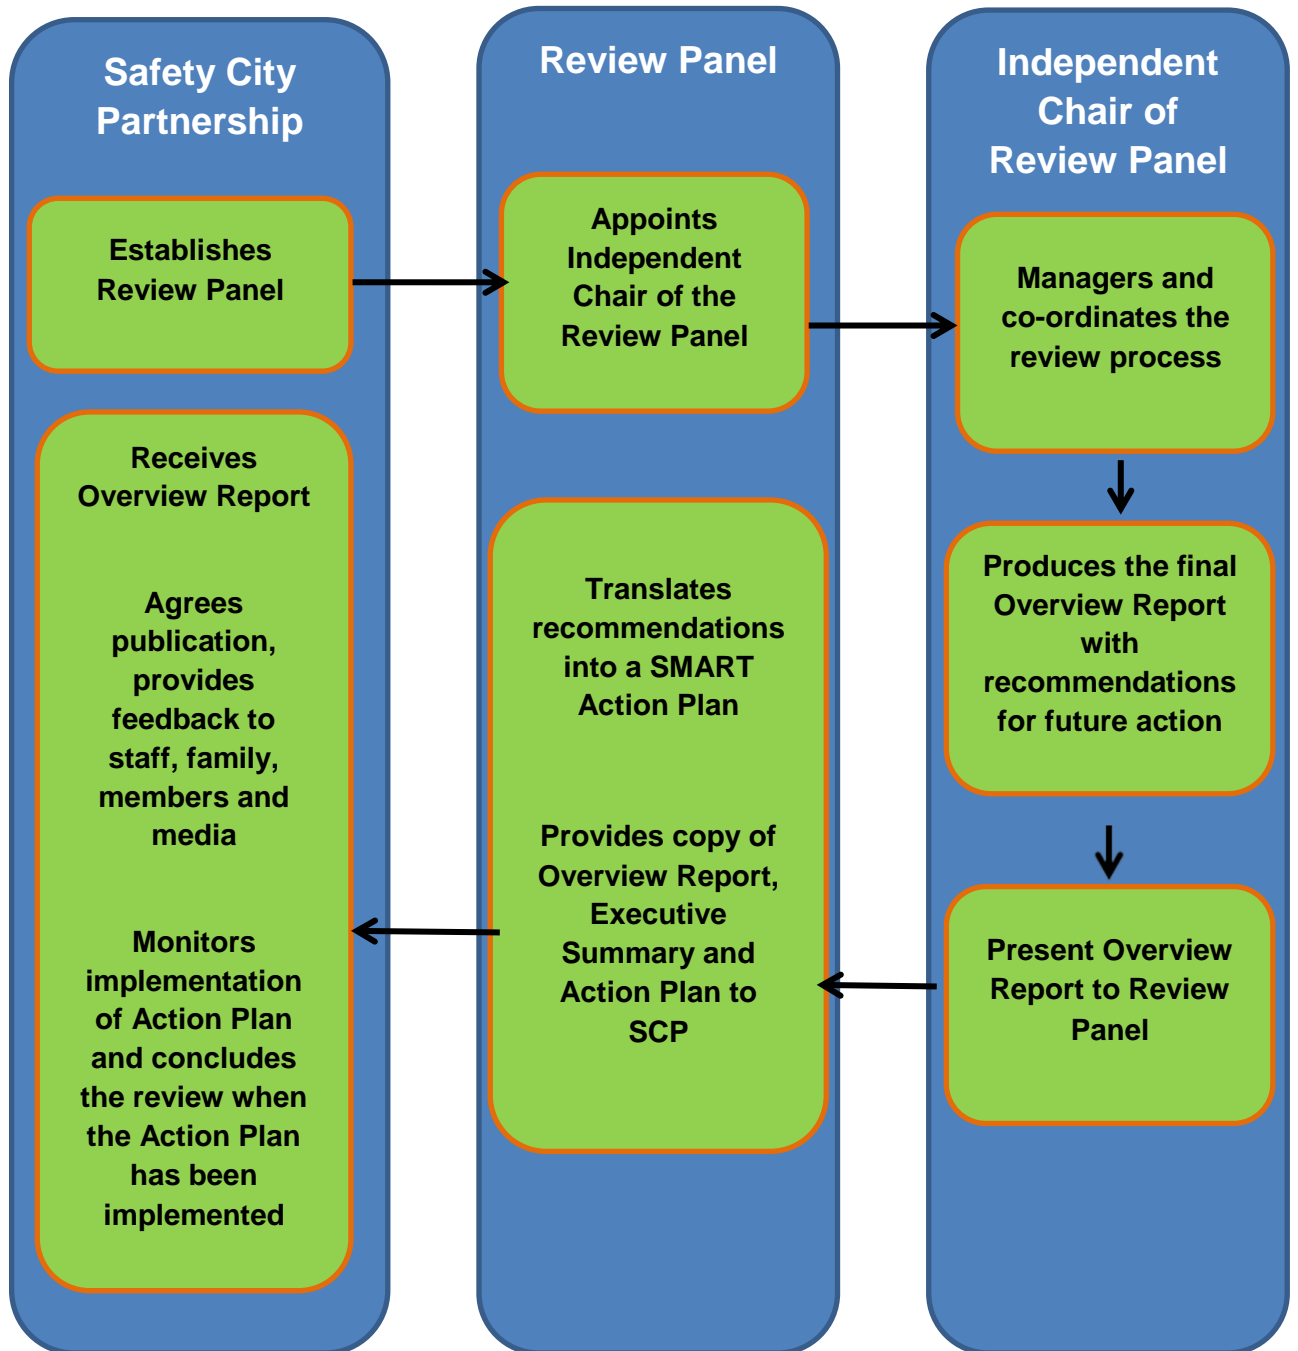 Safety City
Partnership
Establishes
Review Panel
Receives
Overview Report
Agrees
publication,
provides
feedback to
staff, family,
members and
media
Monitors
implementation
of Action Plan
and concludes
the review when
the Action Plan
has been
implemented
Review Panel
Appoints
Independent
Chair of the
Review Panel
Translates
recommendations
into a SMART
Action Plan
Provides copy of
Overview Report,
Executive
Summary and
Action Plan to
SCP
Independent
Chair of
Review Panel
Managers and
co-ordinates the
review process
Produces the final
Overview Report
with
recommendations
for future action
Present Overview
Report to Review
Panel